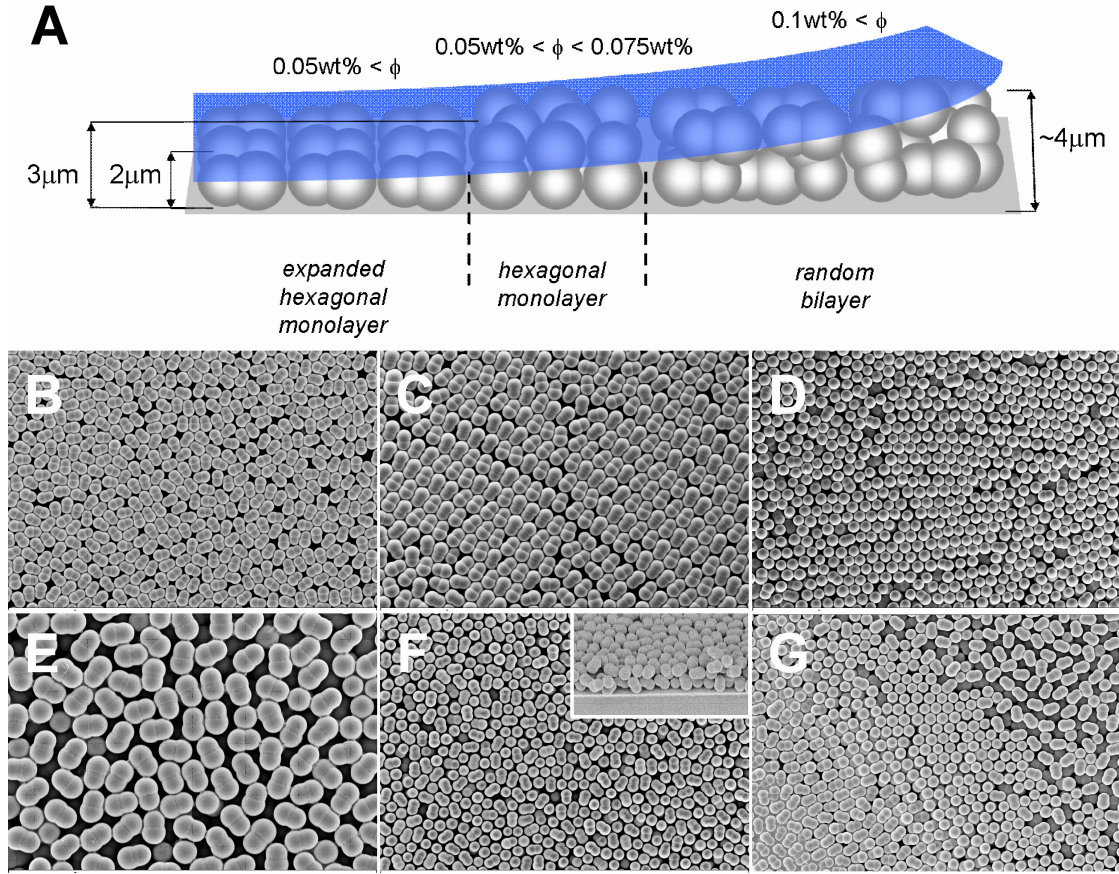 A
0.05wt% < ϕ
0.05wt% < ϕ < 0.075wt%
0.1wt% < ϕ
3μm
2μm
~4μm
expanded
hexagonal
monolayer
hexagonal
monolayer
random
bilayer
B
C
D
E
F
G